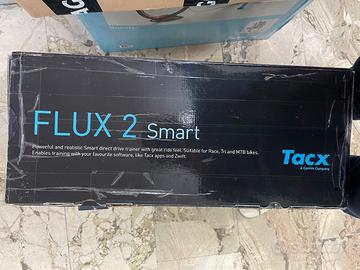 FLUX 2 Smart
Powerful and realistic Smart direct drive trainer with great ride feel. Suitable for Race, Tri and MTB bikes.
Enables training with your favourite software, like Tacx apps and Zwift.
Tacx
A Garmin Company